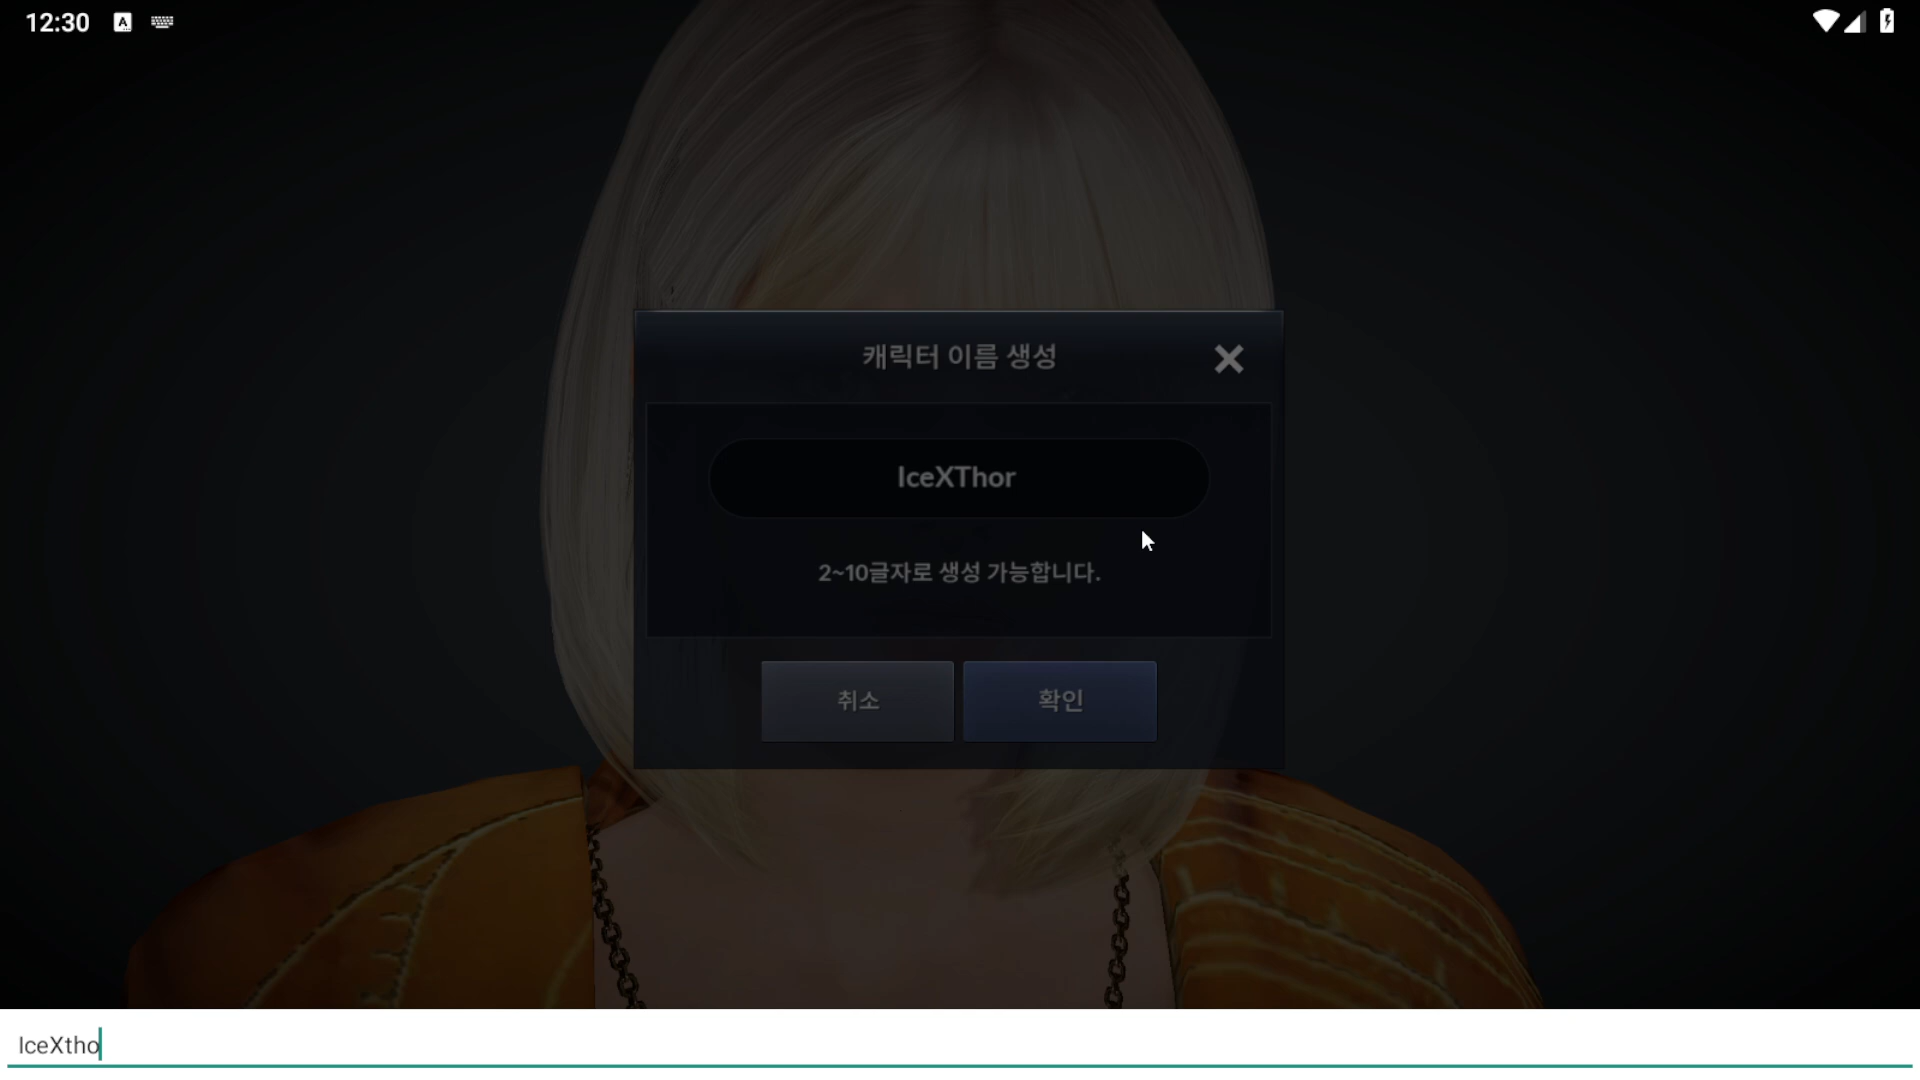 12:30
캐릭터 이름 생성
IceXThor
2~10글자로 생성 가능합니다.
취소
확인
IceXtho